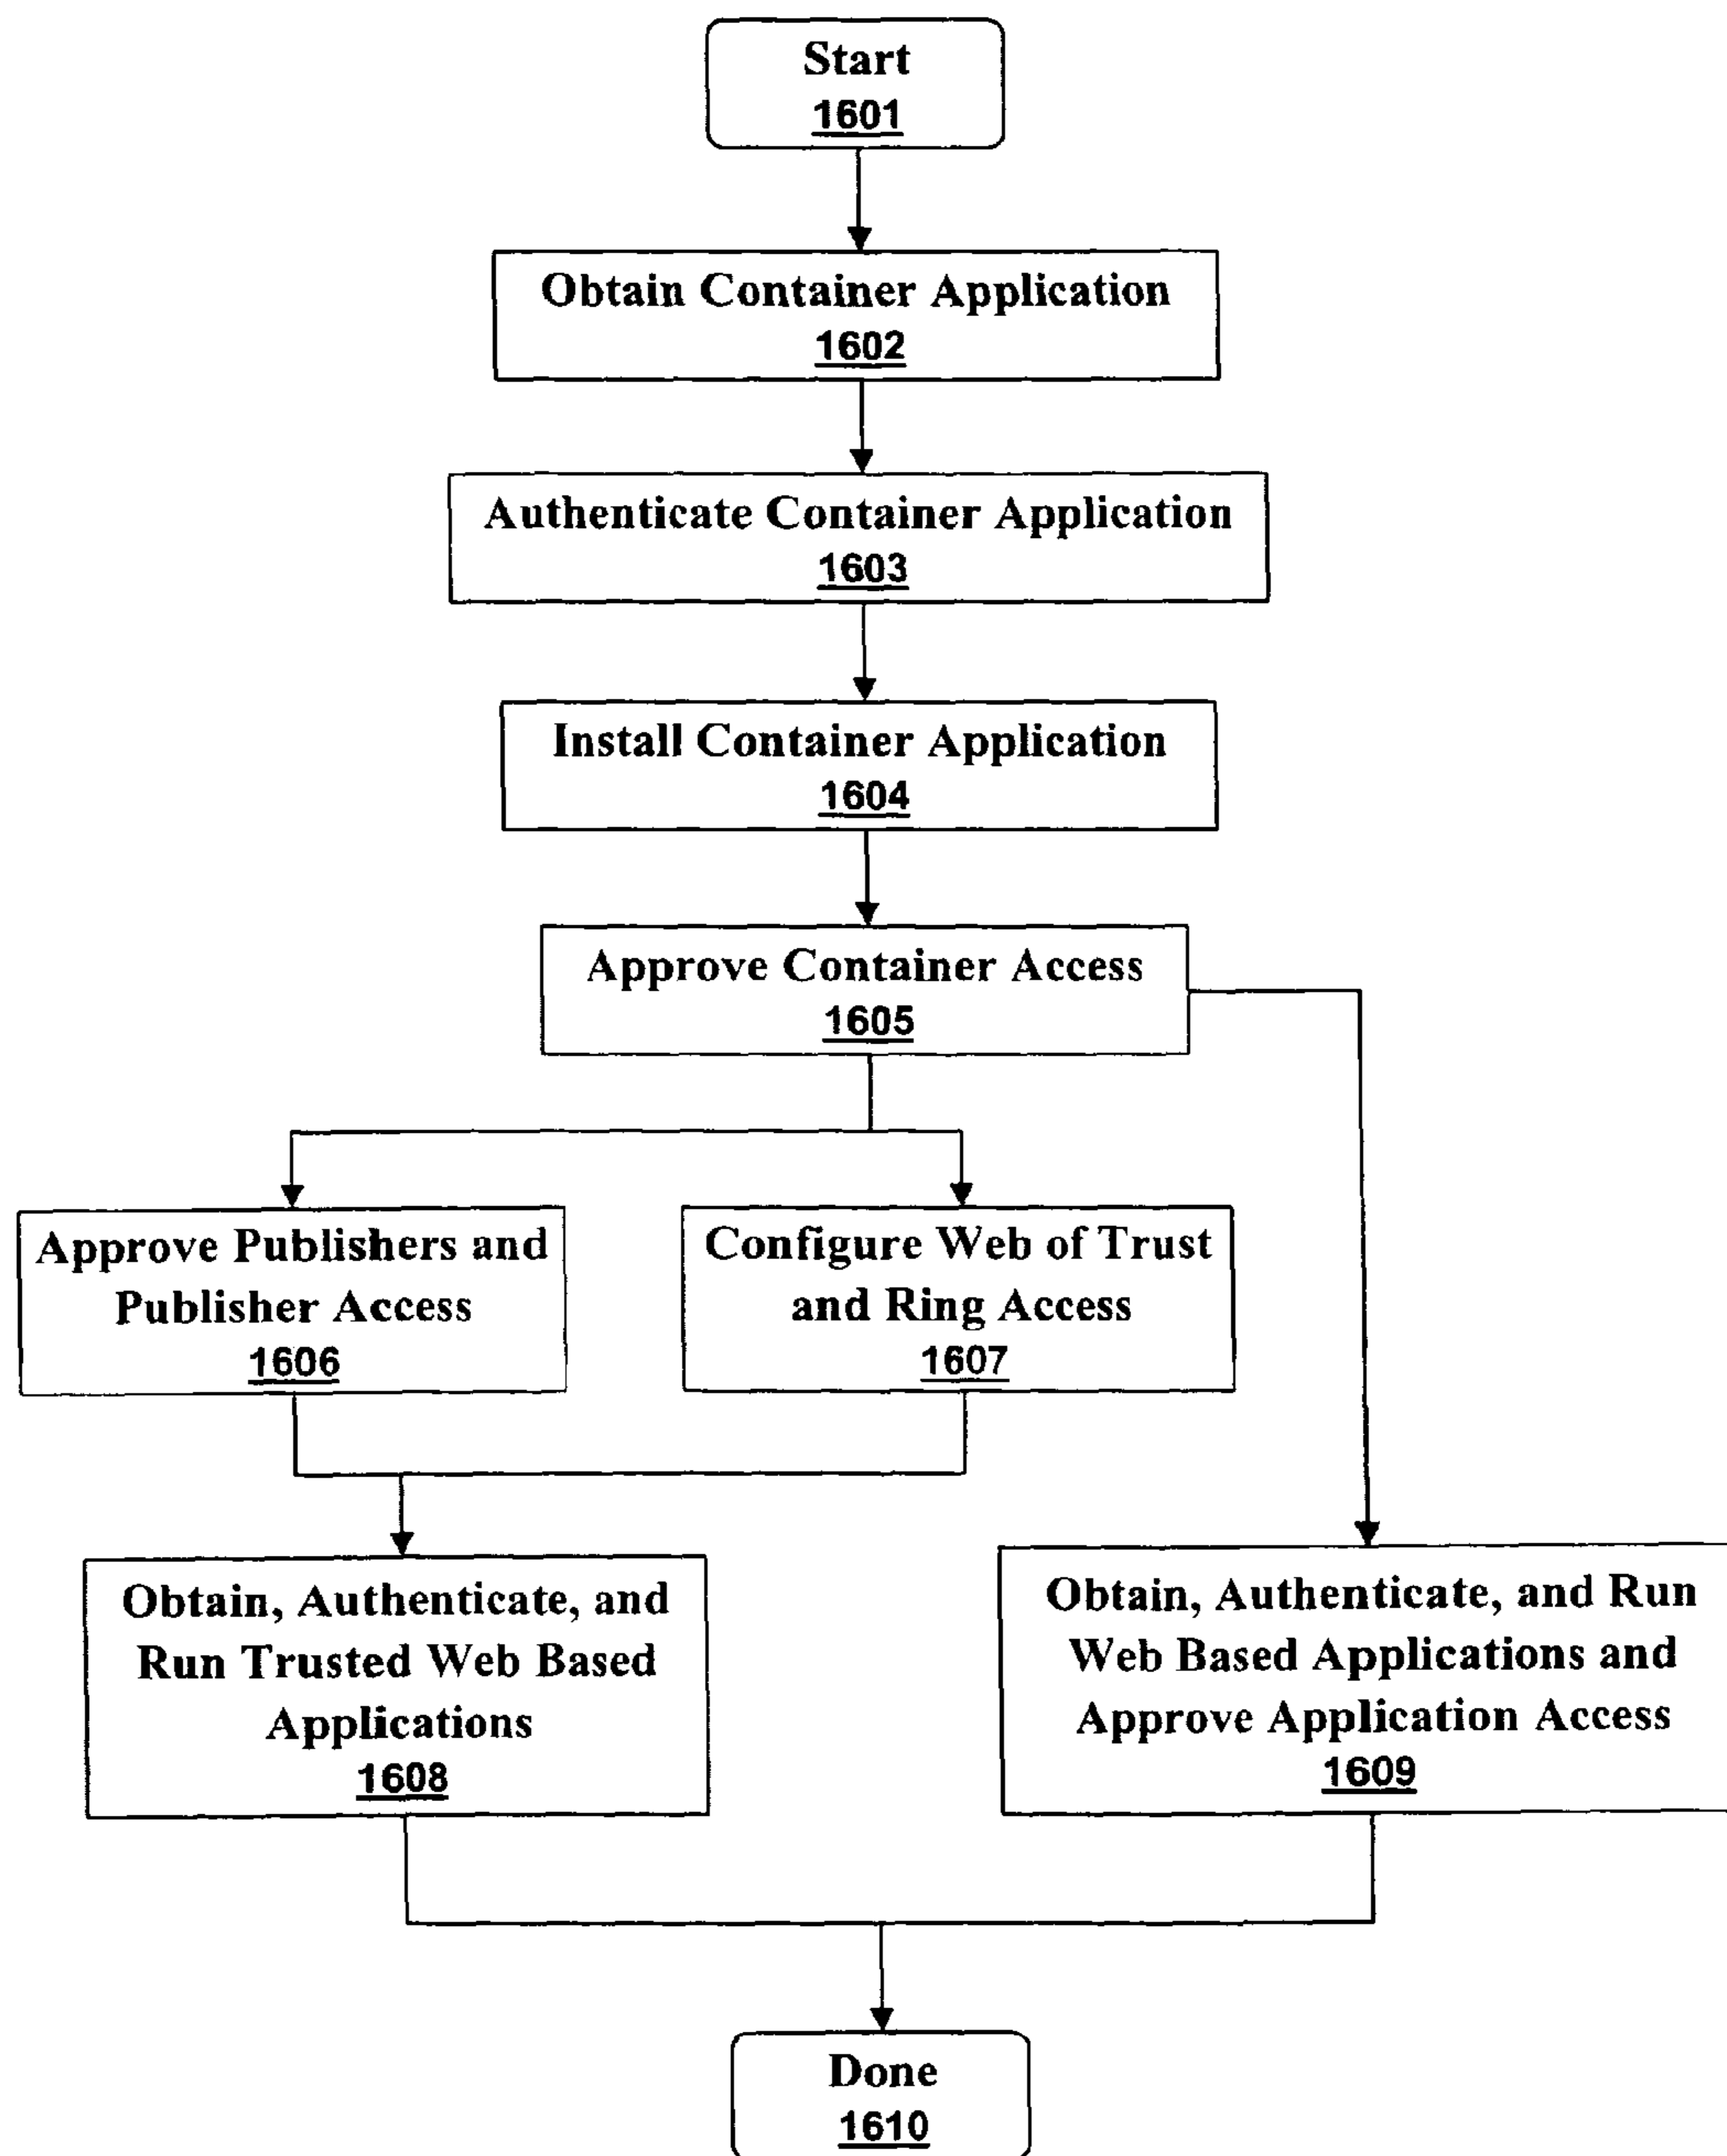 Start
1601
Obtain Container Application
1602
Authenticate Container Application
1603
Install Container Application
1604
Approve Container Access
1605
Approve Publishers and
Publisher Access
1606
Configure Web of Trust
and Ring Access
1607
Obtain, Authenticate, and
Run Trusted Web Based
Applications
1608
Obtain, Authenticate, and Run
Web Based Applications and
Approve Application Access
1609
Done
1610